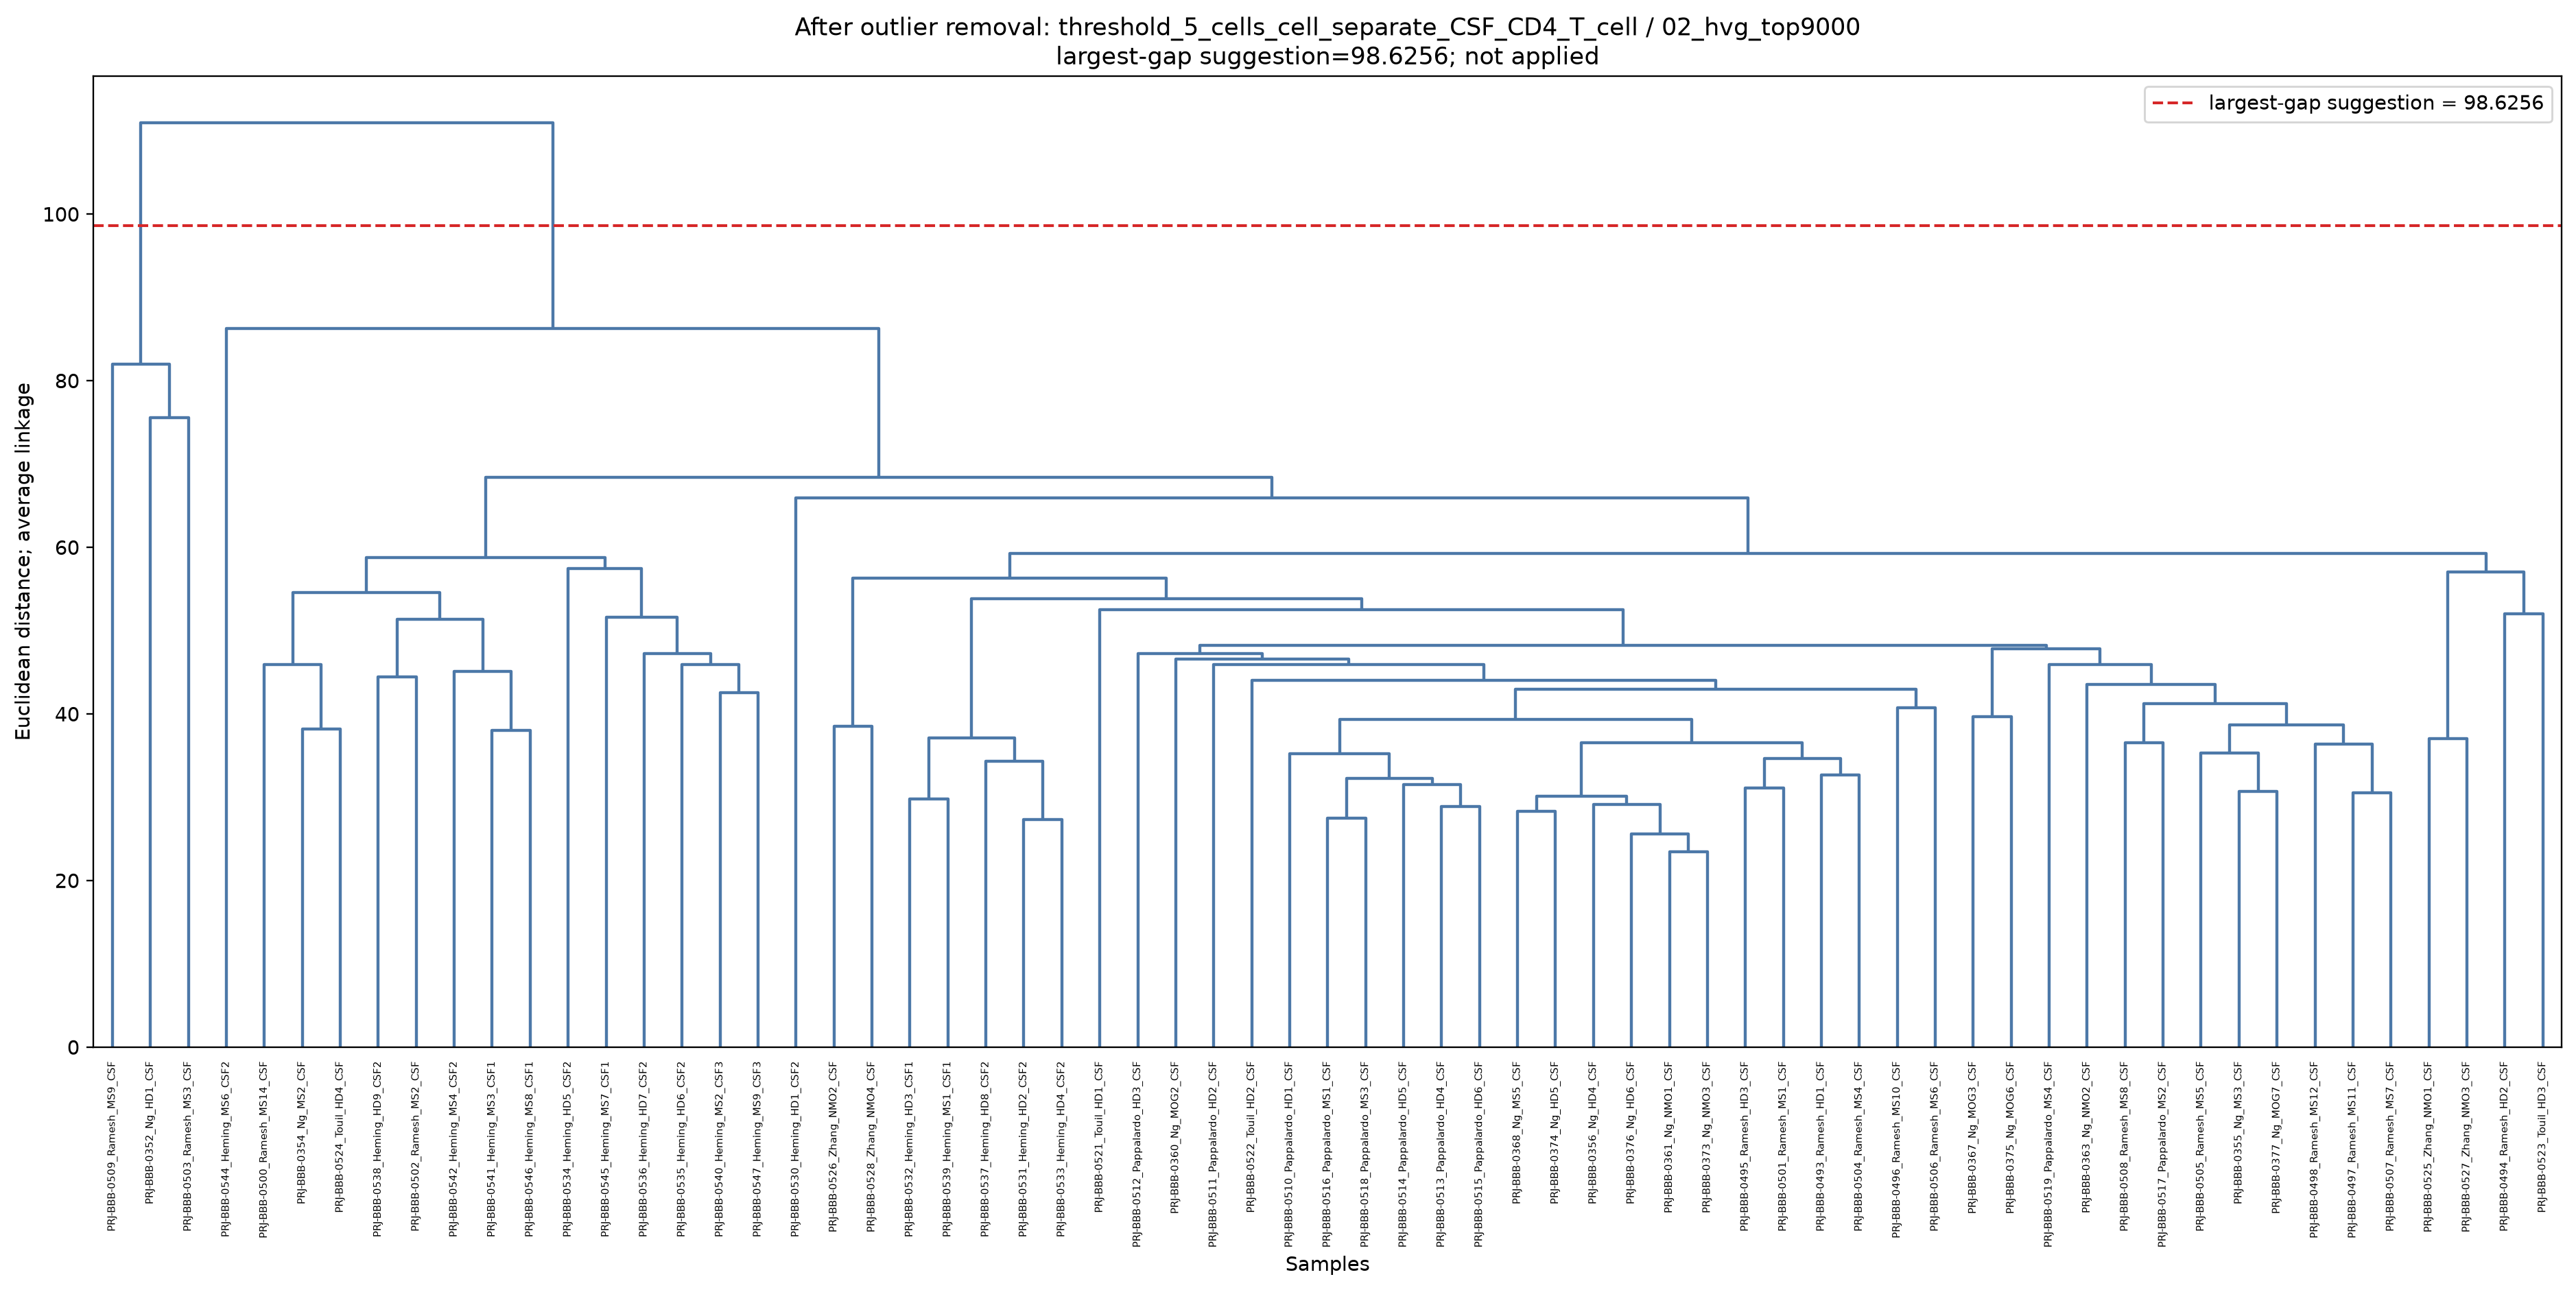 After outlier removal: threshold_5_cells_cell_separate_CSF_CD4_T_cell / 02_hvg_top9000
largest-gap suggestion=98.6256; not applied
largest-gap suggestion = 98.6256
Euclidean distance; average linkage
100
80
60
40
20
0
PRJ-BBB-0509_Ramesh_MS9_CSF
PRJ-BBB-0352_Ng_HD1_CSF
PRJ-BBB-0503_Ramesh_MS3_CSF
PRJ-BBB-0544_Heming_MS6_CSF2
PRJ-BBB-0500_Ramesh_MS14_CSF
PRJ-BBB-0354_Ng_MS2_CSF
PRJ-BBB-0524_Touil_HD4_CSF
PRJ-BBB-0538_Heming_HD9_CSF2
PRJ-BBB-0502_Ramesh_MS2_CSF
PRJ-BBB-0542_Heming_MS4_CSF2
PRJ-BBB-0541_Heming_MS3_CSF1
PRJ-BBB-0546_Heming_MS8_CSF1
PRJ-BBB-0534_Heming_HD5_CSF2
PRJ-BBB-0545_Heming_MS7_CSF1
PRJ-BBB-0536_Heming_HD7_CSF2
PRJ-BBB-0535_Heming_HD6_CSF2
PRJ-BBB-0540_Heming_MS2_CSF3
PRJ-BBB-0547_Heming_MS9_CSF3
PRJ-BBB-0530_Heming_HD1_CSF2
PRJ-BBB-0526_Zhang_NMO2_CSF
PRJ-BBB-0528_Zhang_NMO4_CSF
PRJ-BBB-0532_Heming_HD3_CSF1
PRJ-BBB-0539_Heming_MS1_CSF1
PRJ-BBB-0537_Heming_HD8_CSF2
PRJ-BBB-0531_Heming_HD2_CSF2
PRJ-BBB-0533_Heming_HD4_CSF2
PRJ-BBB-0521_Touil_HD1_CSF
PRJ-BBB-0512_Pappalardo_HD3_CSF
PRJ-BBB-0360_Ng_MOG2_CSF
PRJ-BBB-0511_Pappalardo_HD2_CSF
PRJ-BBB-0522_Touil_HD2_CSF
PRJ-BBB-0510_Pappalardo_HD1_CSF
PRJ-BBB-0516_Pappalardo_MS1_CSF
PRJ-BBB-0518_Pappalardo_MS3_CSF
PRJ-BBB-0514_Pappalardo_HD5_CSF
PRJ-BBB-0513_Pappalardo_HD4_CSF
PRJ-BBB-0515_Pappalardo_HD6_CSF
PRJ-BBB-0368_Ng_MS5_CSF
PRJ-BBB-0374_Ng_HD5_CSF
PRJ-BBB-0356_Ng_HD4_CSF
PRJ-BBB-0376_Ng_HD6_CSF
PRJ-BBB-0361_Ng_NMO1_CSF
PRJ-BBB-0373_Ng_NMO3_CSF
PRJ-BBB-0495_Ramesh_HD3_CSF
PRJ-BBB-0501_Ramesh_MS1_CSF
PRJ-BBB-0493_Ramesh_HD1_CSF
PRJ-BBB-0504_Ramesh_MS4_CSF
PRJ-BBB-0496_Ramesh_MS10_CSF
PRJ-BBB-0506_Ramesh_MS6_CSF
PRJ-BBB-0367_Ng_MOG3_CSF
PRJ-BBB-0375_Ng_MOG6_CSF
PRJ-BBB-0519_Pappalardo_MS4_CSF
PRJ-BBB-0363_Ng_NMO2_CSF
PRJ-BBB-0508_Ramesh_MS8_CSF
PRJ-BBB-0517_Pappalardo_MS2_CSF
PRJ-BBB-0505_Ramesh_MS5_CSF
PRJ-BBB-0355_Ng_MS3_CSF
PRJ-BBB-0377_Ng_MOG7_CSF
PRJ-BBB-0498_Ramesh_MS12_CSF
PRJ-BBB-0497_Ramesh_MS11_CSF
PRJ-BBB-0507_Ramesh_MS7_CSF
PRJ-BBB-0525_Zhang_NMO1_CSF
PRJ-BBB-0527_Zhang_NMO3_CSF
PRJ-BBB-0494_Ramesh_HD2_CSF
PRJ-BBB-0523_Touil_HD3_CSF
Samples